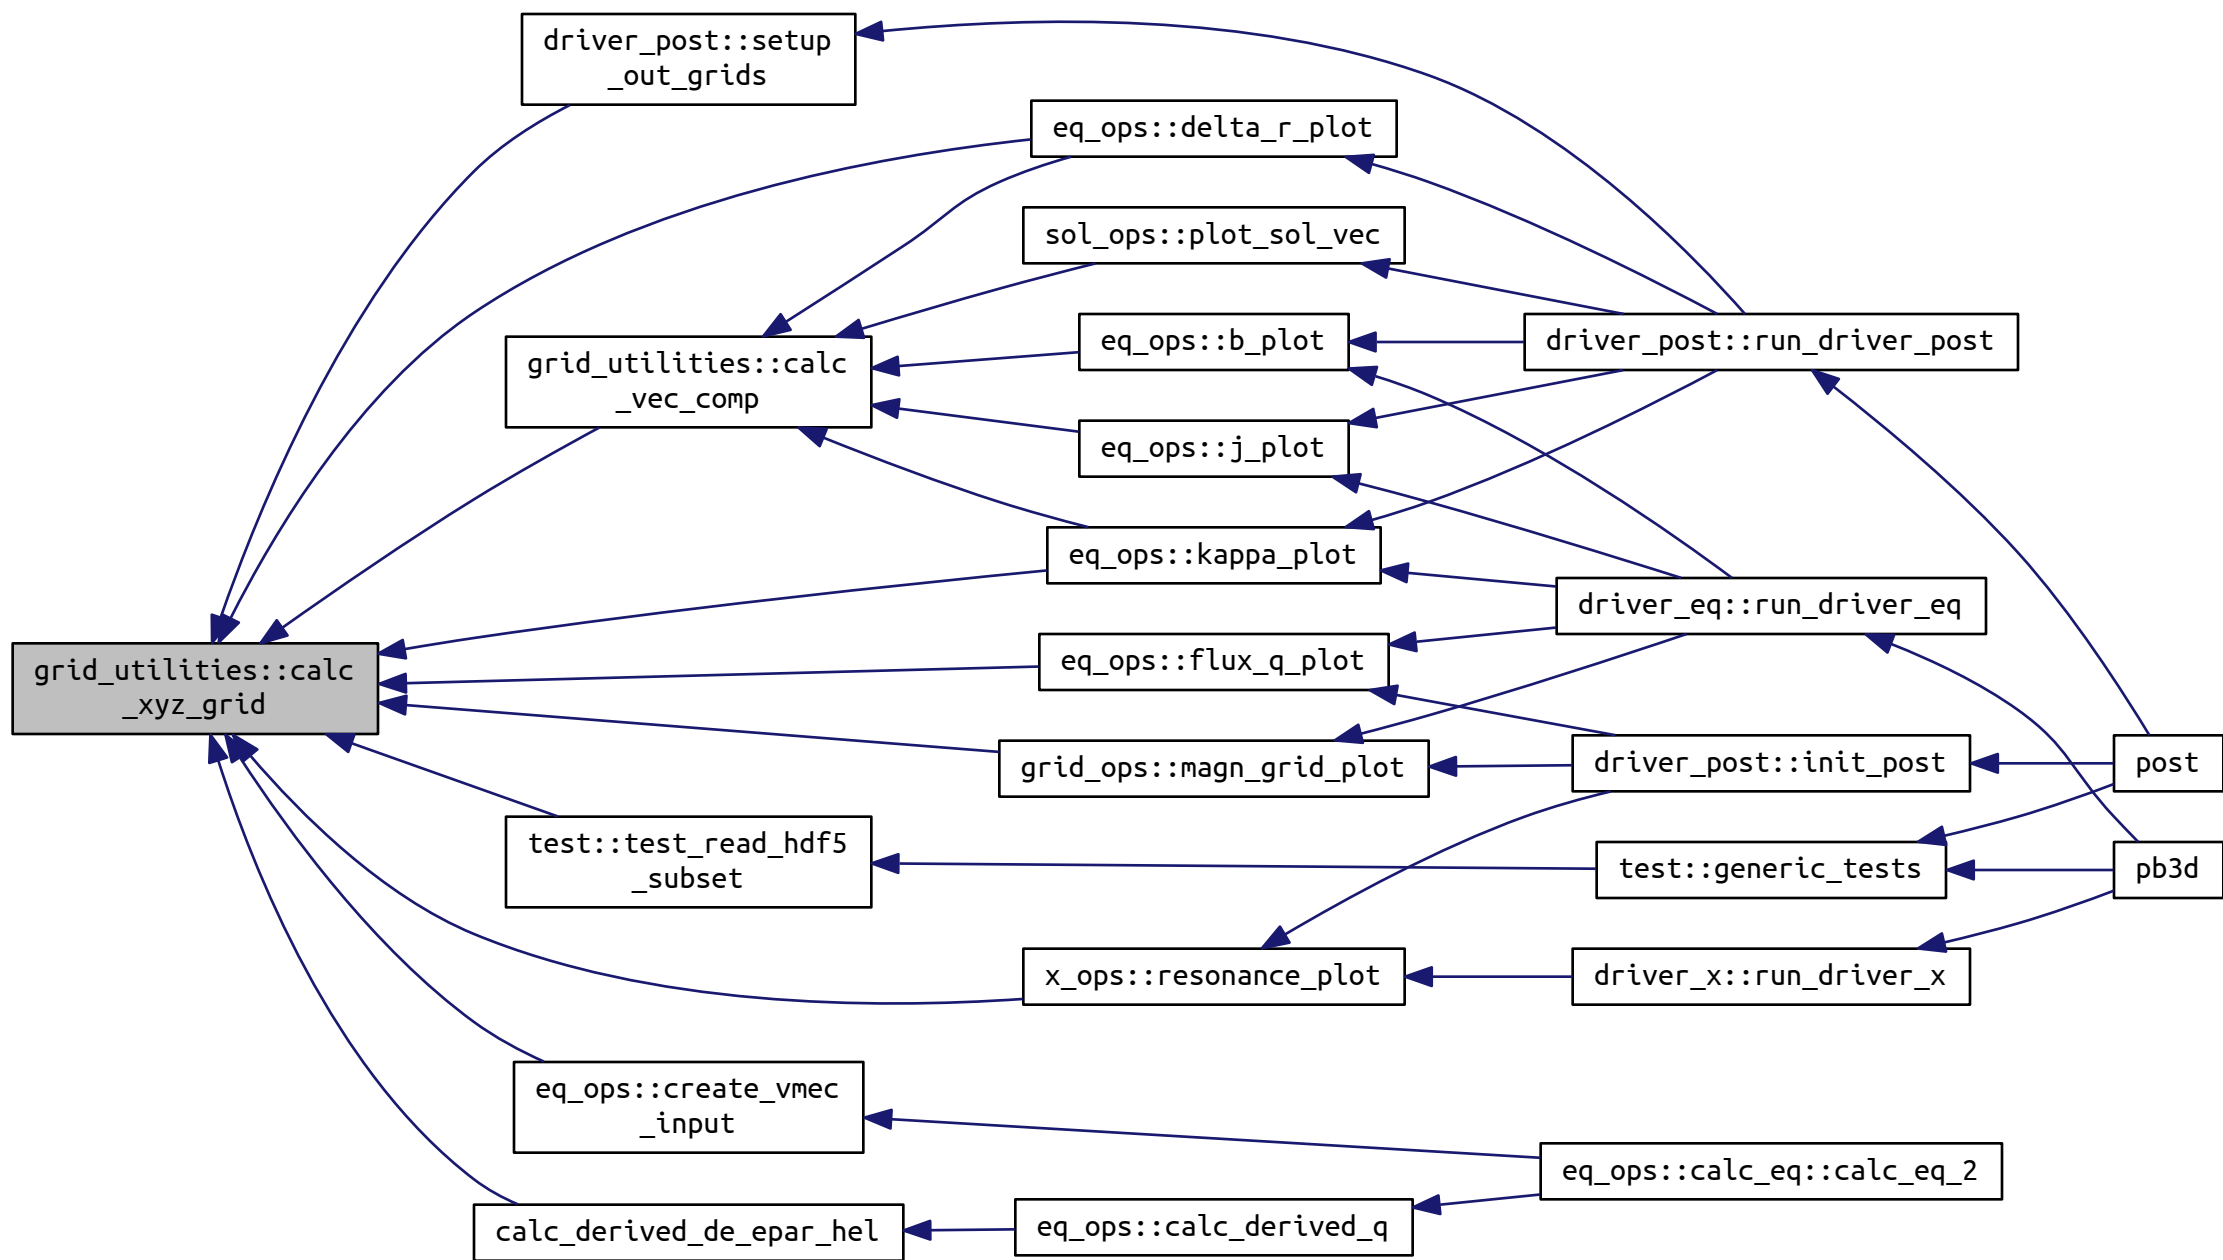 driver_post::setup
_out_grids
eq_ops::delta_r_plot
sol_ops::plot_sol_vec
eq_ops::b_plot
driver_post::run_driver_post
grid_utilities::calc
_vec_comp
eq_ops::j_plot
eq_ops::kappa_plot
driver_eq::run_driver_eq
grid_utilities::calc
_xyz_grid
eq_ops::flux_q_plot
grid_ops::magn_grid_plot
driver_post::init_post
post
test::test_read_hdf5
_subset
test::generic_tests
pb3d
x_ops::resonance_plot
driver_x::run_driver_x
eq_ops::create_vmec
_input
eq_ops::calc_eq::calc_eq_2
calc_derived_de_epar_hel
eq_ops::calc_derived_q